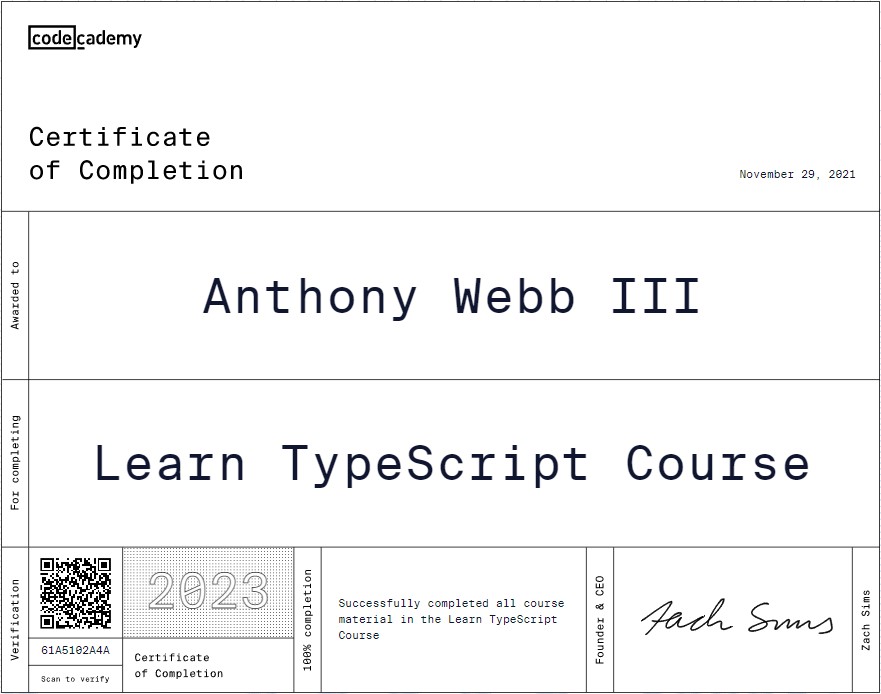 codecademy
Certificate
of Completion
November 29, 2021
Awarded to
Anthony Webb III
For completing
Learn TypeScript Course
Verification
61A5102A4A
Scan to verify
2023
Certificate
of Completion
100% completion
Successfully completed all course
material in the Learn TypeScript
Course
Founder & CEO
Zach Sims
Zach Sims